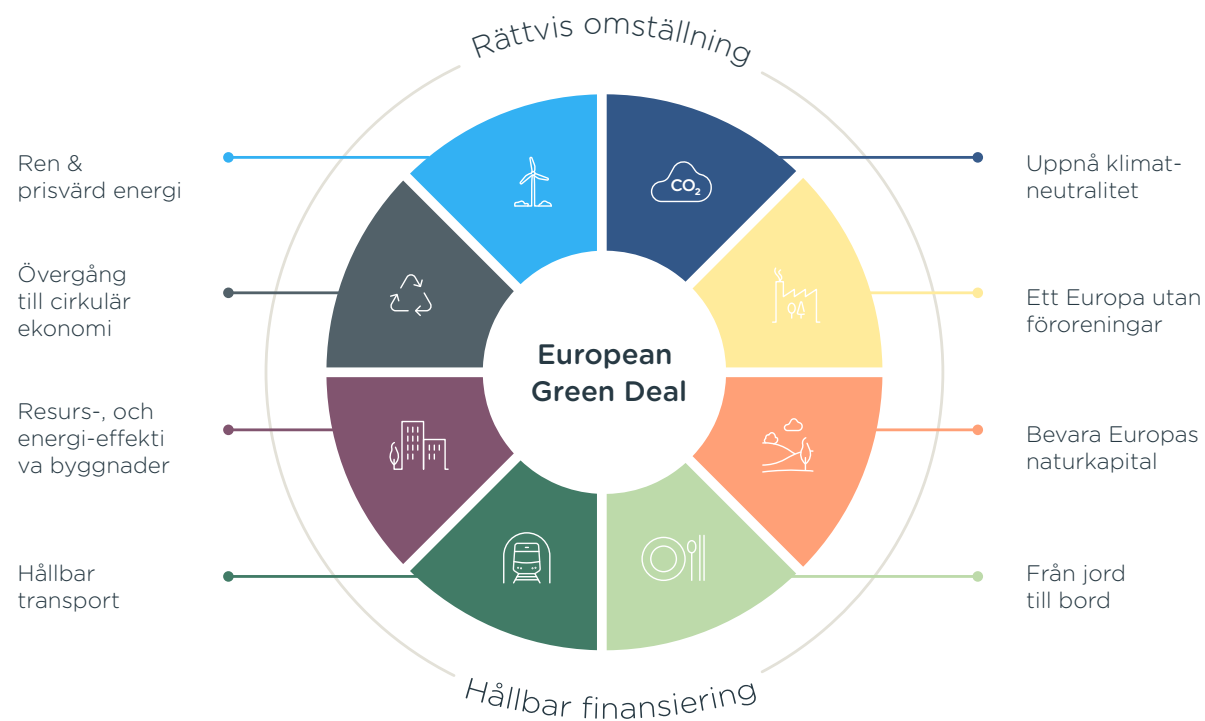 Rättvis omställning
Ren &
prisvärd energi
Övergång
till cirkulär
ekonomi
Resurs-, och
energi-effekti
va byggnader
Hållbar
transport
CO₂
European
Green Deal
Uppnå klimat-
neutralitet
Ett Europa utan
föroreningar
Bevara Europas
naturkapital
Från jord
till bord
Hållbar finansiering